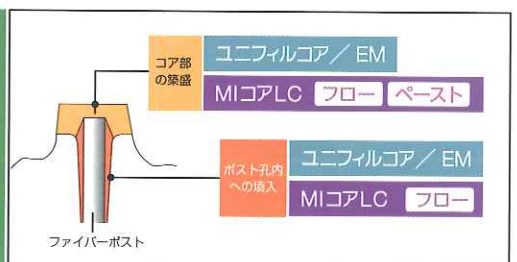 コア部
の築盛
ユニフィルコア／EM
MIコアLC フロー ペースト
ポスト孔内
への填入
ユニフィルコア／EM
MIコアLC フロー
ファイバーポスト